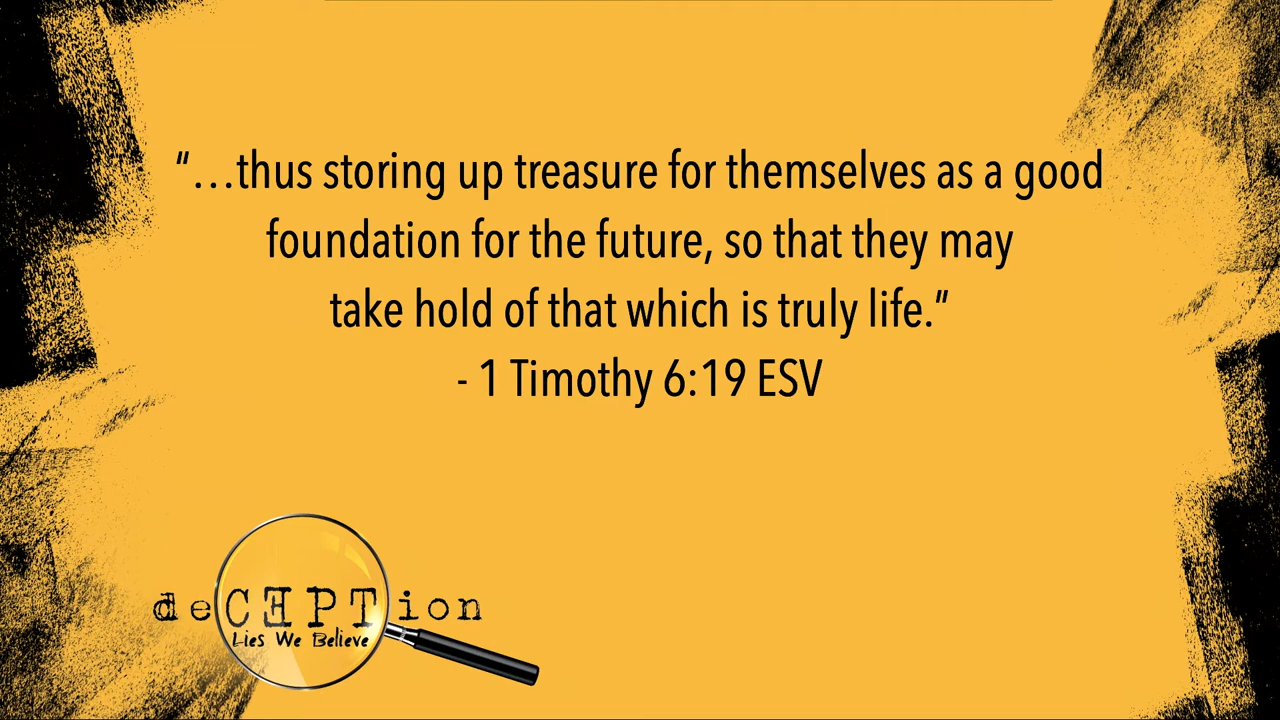 "…thus storing up treasure for themselves as a good
foundation for the future, so that they may
take hold of that which is truly life."
- 1 Timothy 6:19 ESV
deCEPTion
Lies We Believe